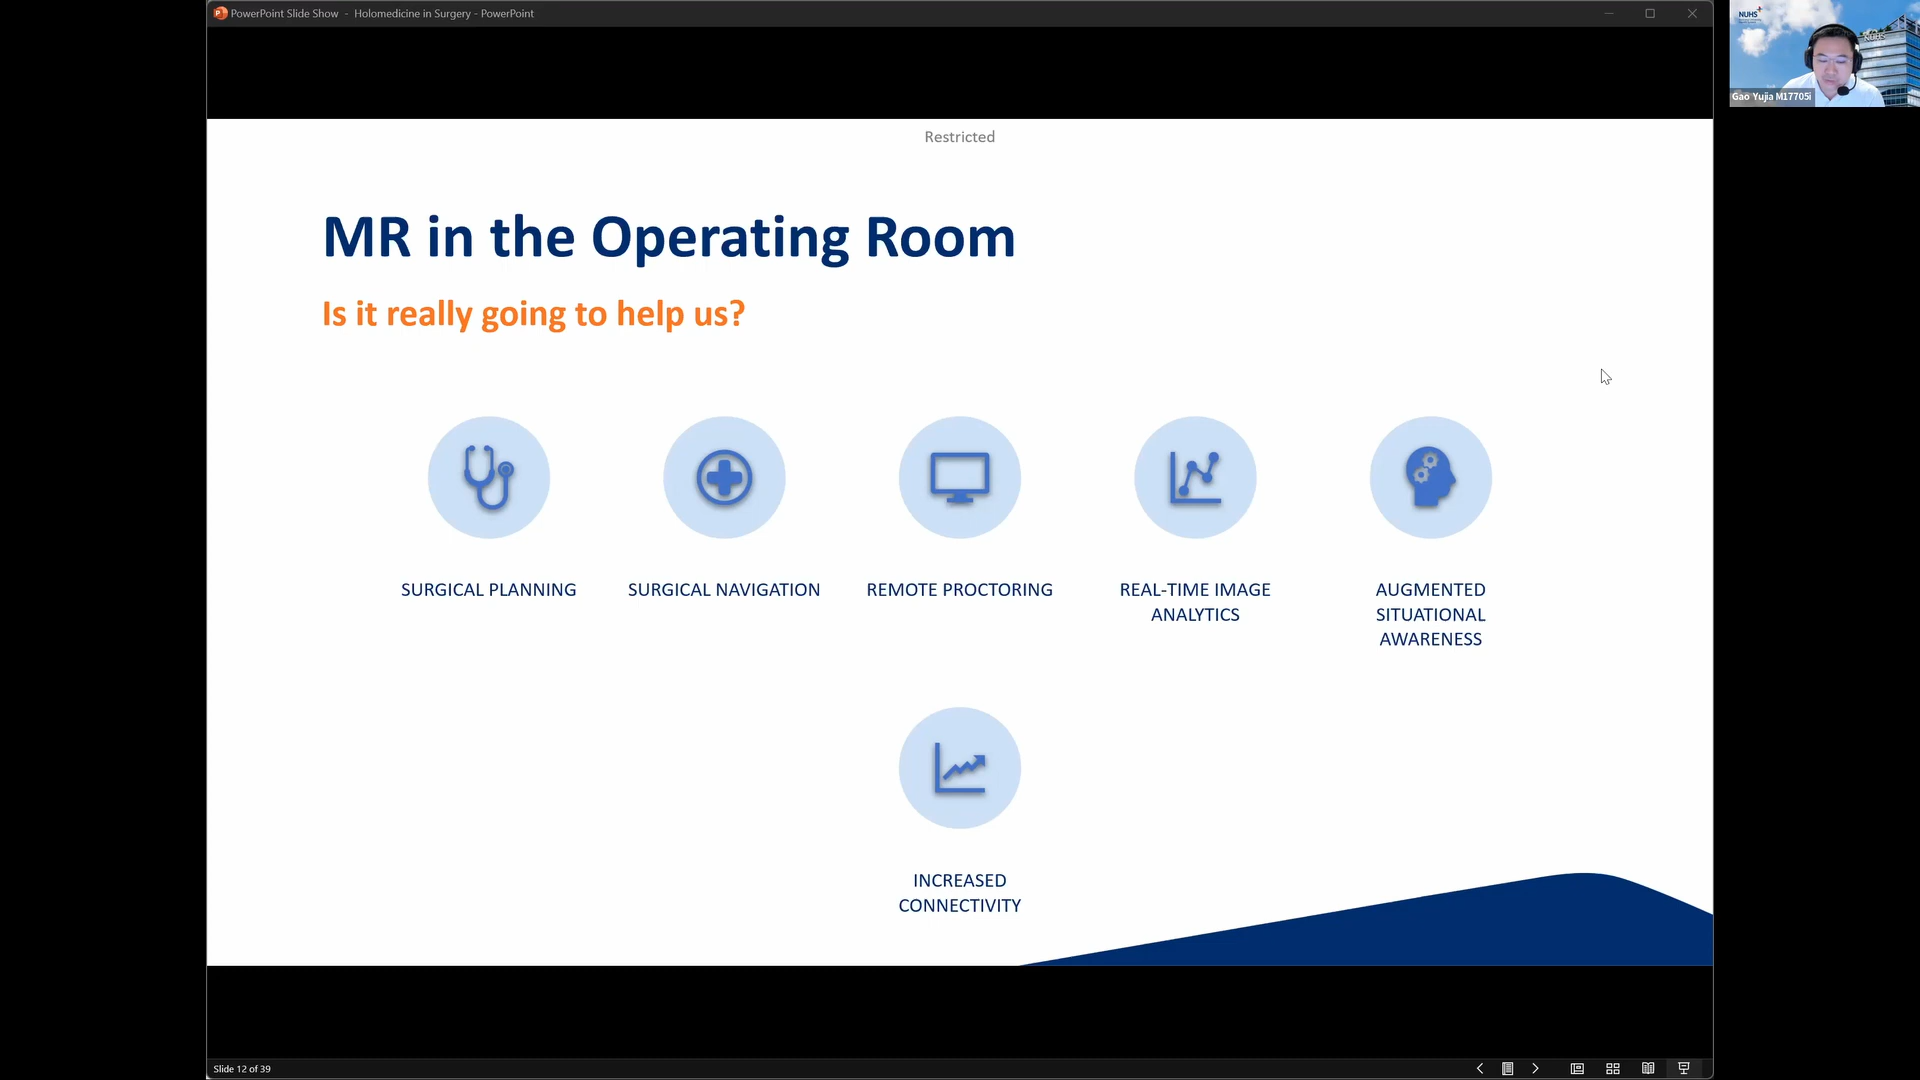 PowerPoint Slide Show - Holomedicine in Surgery - PowerPoint
NUHS
NUHS
Gao Yujia M17705i
Restricted
MR in the Operating Room
Is it really going to help us?
SURGICAL PLANNING
SURGICAL NAVIGATION
REMOTE PROCTORING
REAL-TIME IMAGE
ANALYTICS
AUGMENTED
SITUATIONAL
AWARENESS
INCREASED
CONNECTIVITY
Slide 12 of 39